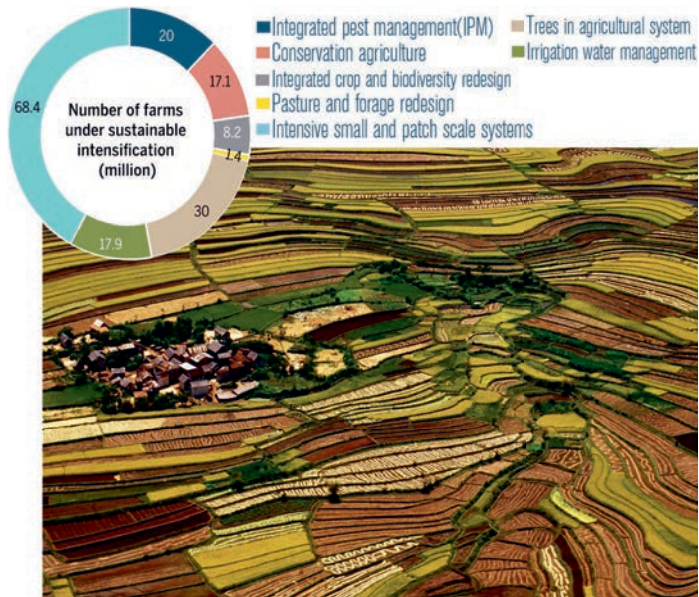 20
17.1
8.2
1.4
30
17.9
68.4
Number of farms
under sustainable
intensification
(million)
Integrated pest management(IPM)
Conservation agriculture
Integrated crop and biodiversity redesign
Pasture and forage redesign
Intensive small and patch scale systems
Trees in agricultural system
Irrigation water management